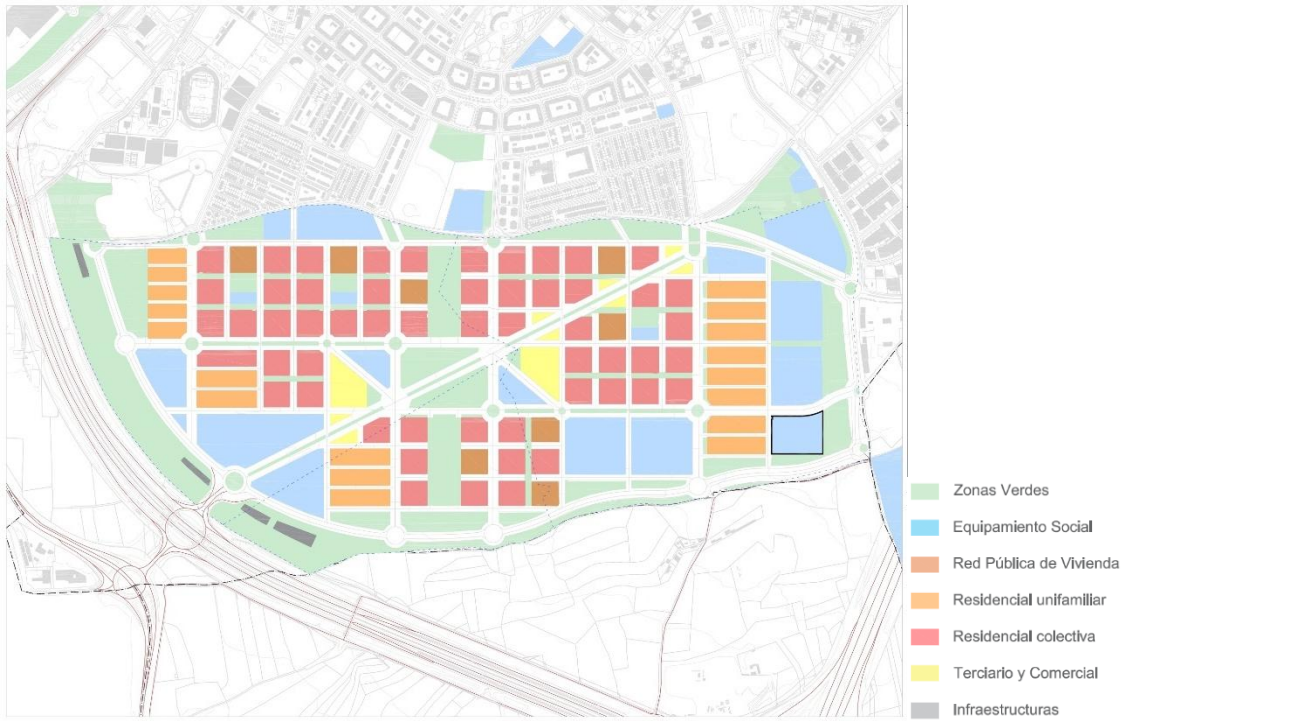 Zonas Verdes
Equipamiento Social
Red Pública de Vivienda
Residencial unifamiliar
Residencial colectiva
Terciario y Comercial
Infraestructuras